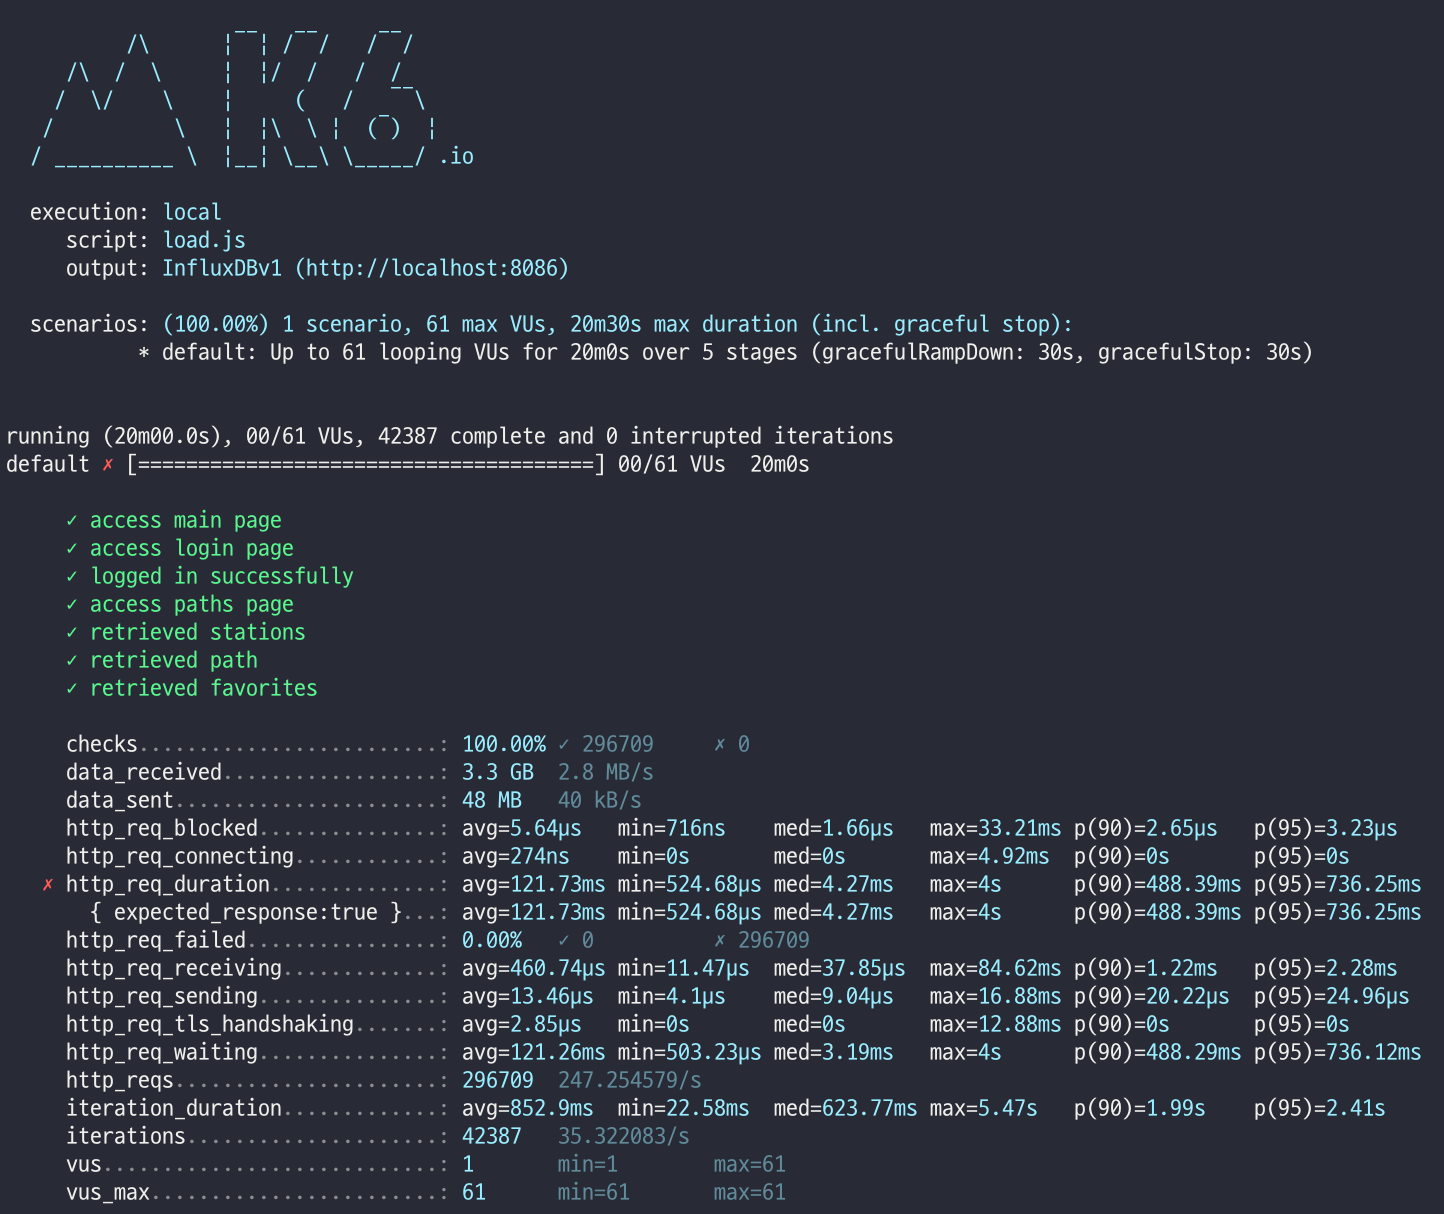 /\      |‾‾| /‾‾/   /‾‾/
     /\  /  \     |  |/  /   /  /
    /  \/    \    |     (   /   ‾‾\
   /          \   |  |\  \ |  (‾)  |
  / __________ \  |__| \__\ \_____/ .io
execution: local
script: load.js
output: InfluxDBv1 (http://localhost:8086)
scenarios: (100.00%) 1 scenario, 61 max VUs, 20m30s max duration (incl. graceful stop):
* default: Up to 61 looping VUs for 20m0s over 5 stages (gracefulRampDown: 30s, gracefulStop: 30s)
running (20m00.0s), 00/61 VUs, 42387 complete and 0 interrupted iterations
default ✗ [======================================] 00/61 VUs  20m0s
✓ access main page
✓ access login page
✓ logged in successfully
✓ access paths page
✓ retrieved stations
✓ retrieved path
✓ retrieved favorites
checks.........................: 100.00% ✓ 296709     ✗ 0
data_received..................: 3.3 GB  2.8 MB/s
data_sent......................: 48 MB   40 kB/s
http_req_blocked...............: avg=5.64µs   min=716ns    med=1.66µs   max=33.21ms p(90)=2.65µs   p(95)=3.23µs
http_req_connecting............: avg=274ns    min=0s       med=0s       max=4.92ms  p(90)=0s       p(95)=0s
✗ http_req_duration..............: avg=121.73ms min=524.68µs med=4.27ms   max=4s      p(90)=488.39ms p(95)=736.25ms
{ expected_response:true }...: avg=121.73ms min=524.68µs med=4.27ms   max=4s      p(90)=488.39ms p(95)=736.25ms
http_req_failed................: 0.00%   ✓ 0          ✗ 296709
http_req_receiving.............: avg=460.74µs min=11.47µs  med=37.85µs  max=84.62ms p(90)=1.22ms   p(95)=2.28ms
http_req_sending...............: avg=13.46µs  min=4.1µs    med=9.04µs   max=16.88ms p(90)=20.22µs  p(95)=24.96µs
http_req_tls_handshaking.......: avg=2.85µs   min=0s       med=0s       max=12.88ms p(90)=0s       p(95)=0s
http_req_waiting...............: avg=121.26ms min=503.23µs med=3.19ms   max=4s      p(90)=488.29ms p(95)=736.12ms
http_reqs......................: 296709  247.254579/s
iteration_duration.............: avg=852.9ms  min=22.58ms  med=623.77ms max=5.47s   p(90)=1.99s    p(95)=2.41s
iterations.....................: 42387   35.322083/s
vus............................: 1       min=1        max=61
vus_max........................: 61      min=61       max=61